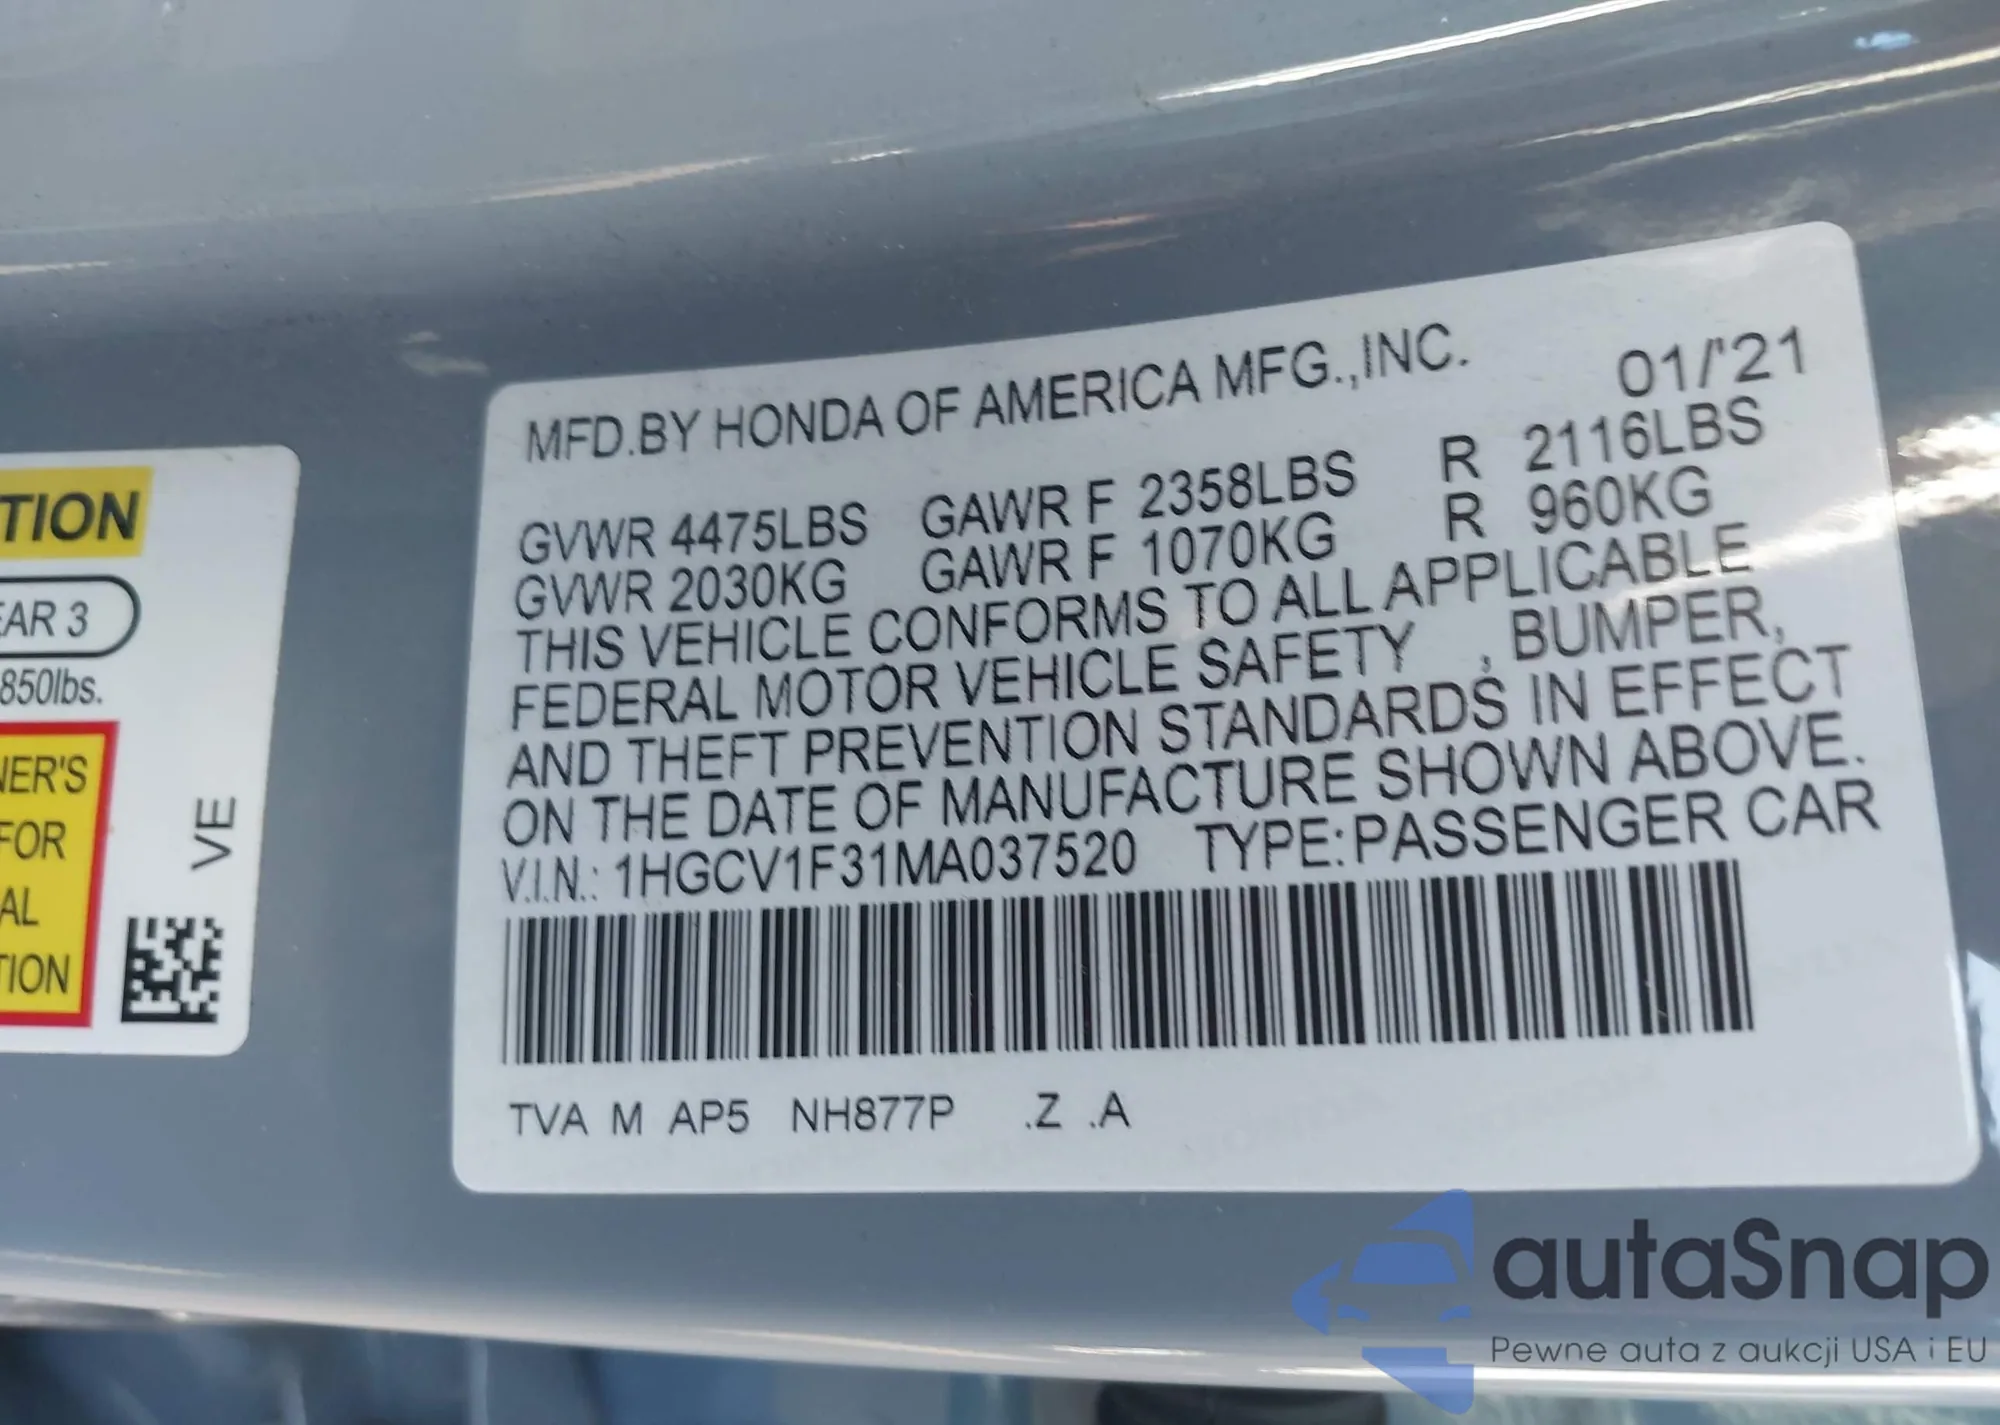 TION
EAR 3
850lbs.
NER'S
FOR
AL
TION
VE
MFD.BY HONDA OF AMERICA MFG.,INC. 01/'21
GVWR 4475LBS GAWR F 2358LBS R 2116LBS
GVWR 2030KG GAWR F 1070KG R 960KG
THIS VEHICLE CONFORMS TO ALL APPLICABLE
FEDERAL MOTOR VEHICLE SAFETY , BUMPER,
AND THEFT PREVENTION STANDARDS IN EFFECT
ON THE DATE OF MANUFACTURE SHOWN ABOVE.
V.I.N.: 1HGCV1F31MA037520 TYPE:PASSENGER CAR
TVA M AP5 NH877P .Z .A
autaSnap
Pewne auta z aukcji USA i EU